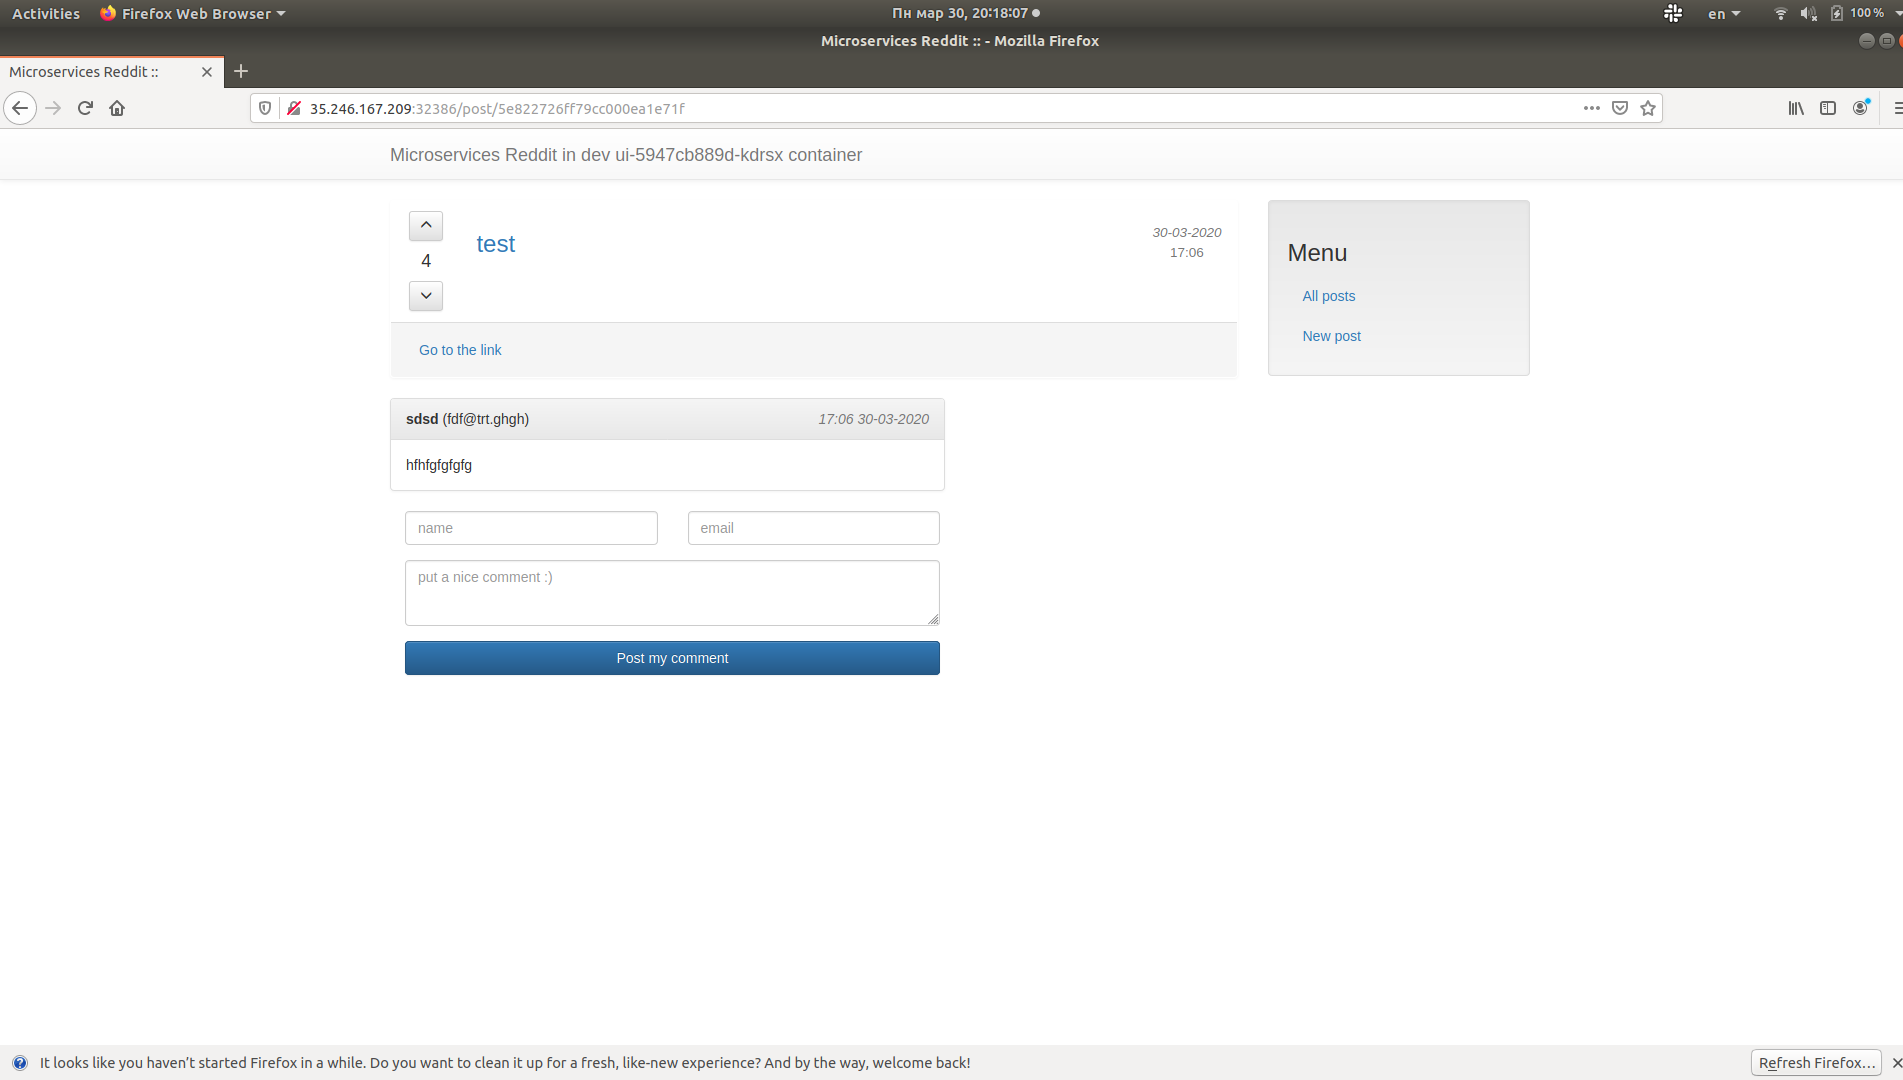 Activities Firefox Web Browser Пн мар 30, 20:18:07 en 100 %
Microservices Reddit :: - Mozilla Firefox
Microservices Reddit ::
35.246.167.209:32386/post/5e822726ff79cc000ea1e71f
Microservices Reddit in dev ui-5947cb889d-kdrsx container
test
30-03-2020
17:06
4
Go to the link
Menu
All posts
New post
sdsd (fdf@trt.ghgh) 17:06 30-03-2020
hfhfgfgfgfg
name email
put a nice comment :)
Post my comment
It looks like you haven’t started Firefox in a while. Do you want to clean it up for a fresh, like-new experience? And by the way, welcome back! Refresh Firefox…